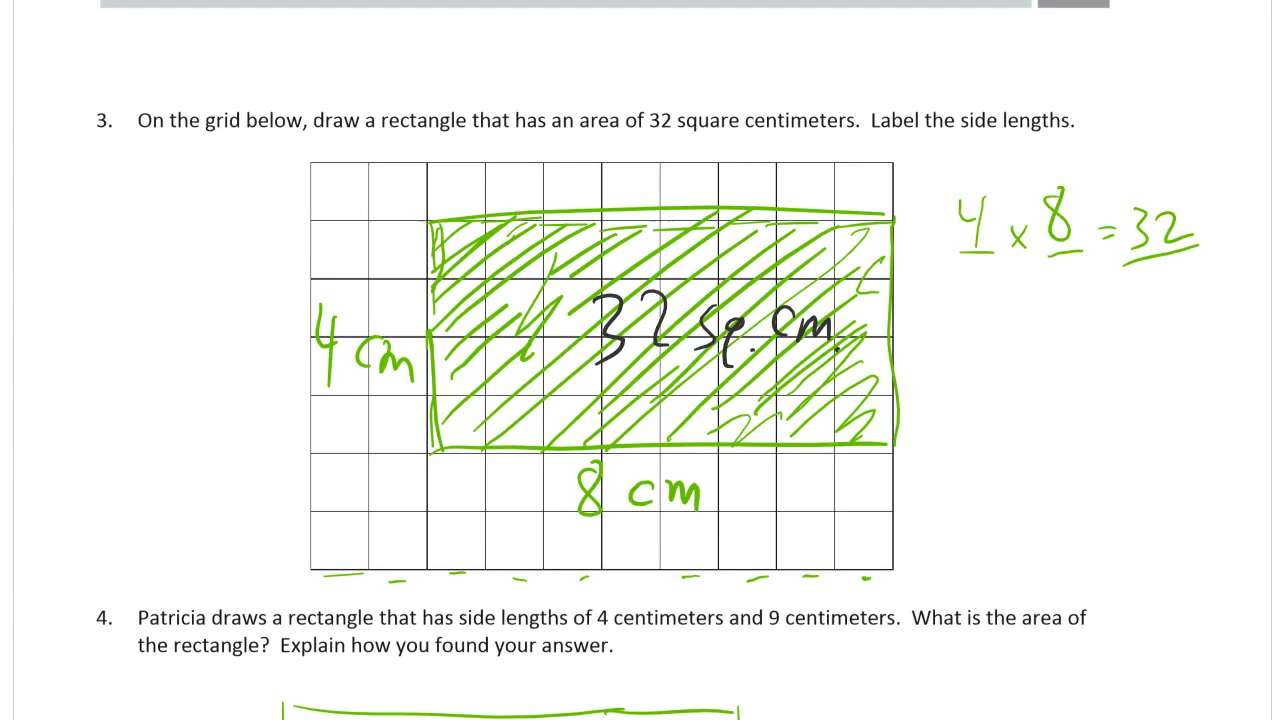 3. On the grid below, draw a rectangle that has an area of 32 square centimeters. Label the side lengths.
4 x 8 = 32
32 sq. cm.
4 cm
8 cm
4. Patricia draws a rectangle that has side lengths of 4 centimeters and 9 centimeters. What is the area of
the rectangle? Explain how you found your answer.